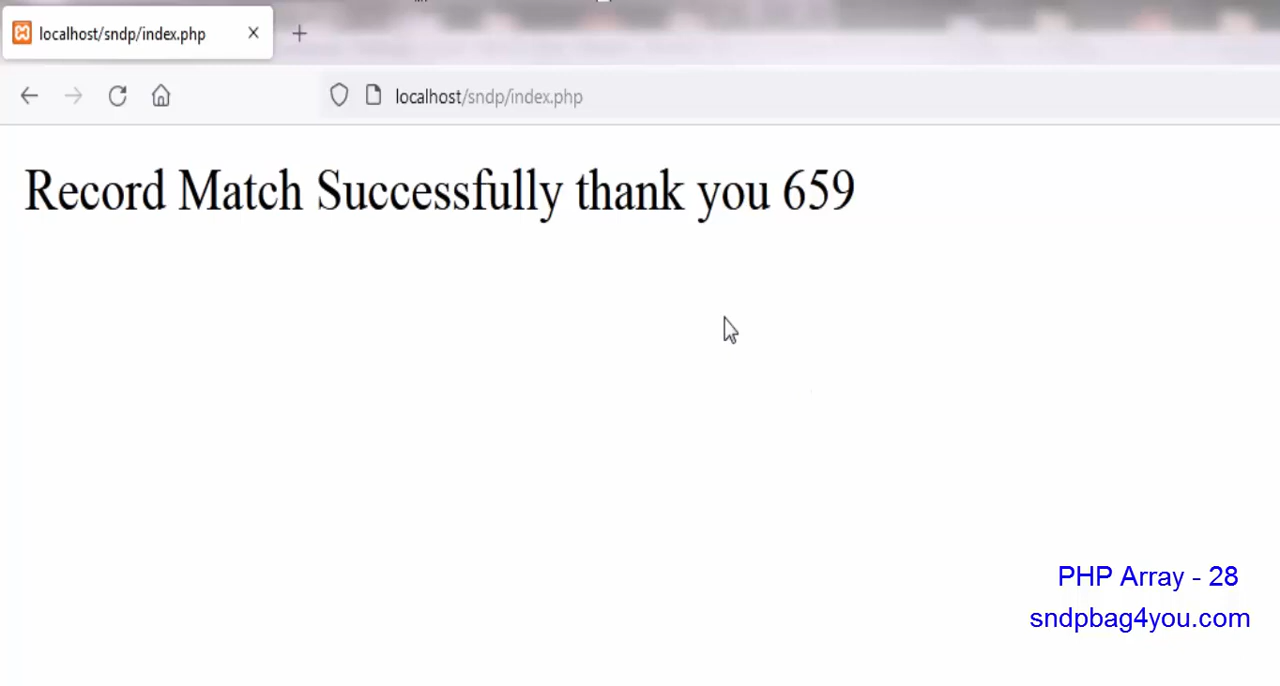 localhost/sndp/index.php
localhost/sndp/index.php
Record Match Successfully thank you 659
PHP Array - 28
sndpbag4you.com